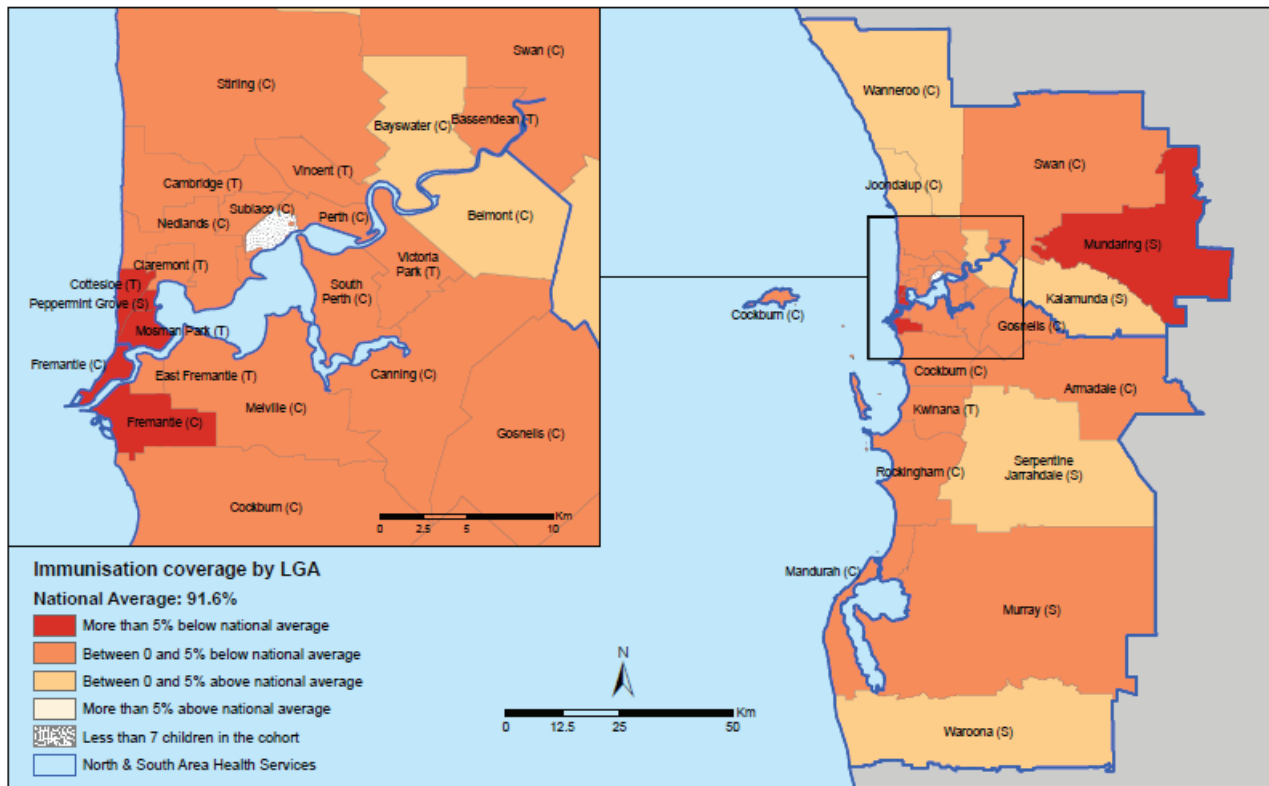 Swan (C)
Stirling (C)
Bayswater (C)
Bassendean (T)
Vincent (T)
Cambridge (T)
Subiaco (C)
Perth (C)
Nedlands (C)
Belmont (C)
Claremont (T)
Victoria
Park (T)
Cottesloe (T)
South
Perth (C)
Peppermint Grove (S)
Mosman Park (T)
Fremantle (C)
East Fremantle (T)
Canning (C)
Melville (C)
Fremantle (C)
Gosnells (C)
Cockburn (C)
Km
0 2.5 5 10
Wanneroo (C)
Joondalup (C)
Swan (C)
Mundaring (S)
Kalamunda (S)
Cockburn (C)
Gosnells (C)
Cockburn (C)
Armadale (C)
Kwinana (T)
Rockingham (C)
Serpentine
Jarrahdale (S)
Mandurah (C)
Murray (S)
Waroona (S)
Immunisation coverage by LGA
National Average: 91.6%
More than 5% below national average
Between 0 and 5% below national average
Between 0 and 5% above national average
More than 5% above national average
Less than 7 children in the cohort
North & South Area Health Services
N
Km
0 12.5 25 50